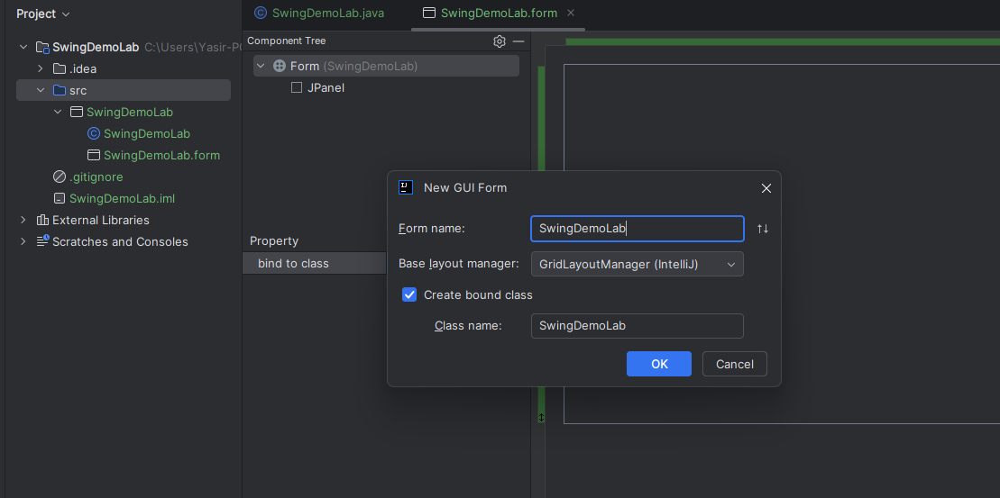 Project
SwingDemoLab.java
SwingDemoLab.form
SwingDemoLab C:\Users\Yasir-P
.idea
src
SwingDemoLab
SwingDemoLab
SwingDemoLab.form
.gitignore
SwingDemoLab.iml
External Libraries
Scratches and Consoles
Component Tree
Form (SwingDemoLab)
JPanel
Property
bind to class
New GUI Form
Form name:
SwingDemoLab
Base layout manager:
GridLayoutManager (IntelliJ)
Create bound class
Class name:
SwingDemoLab
OK
Cancel